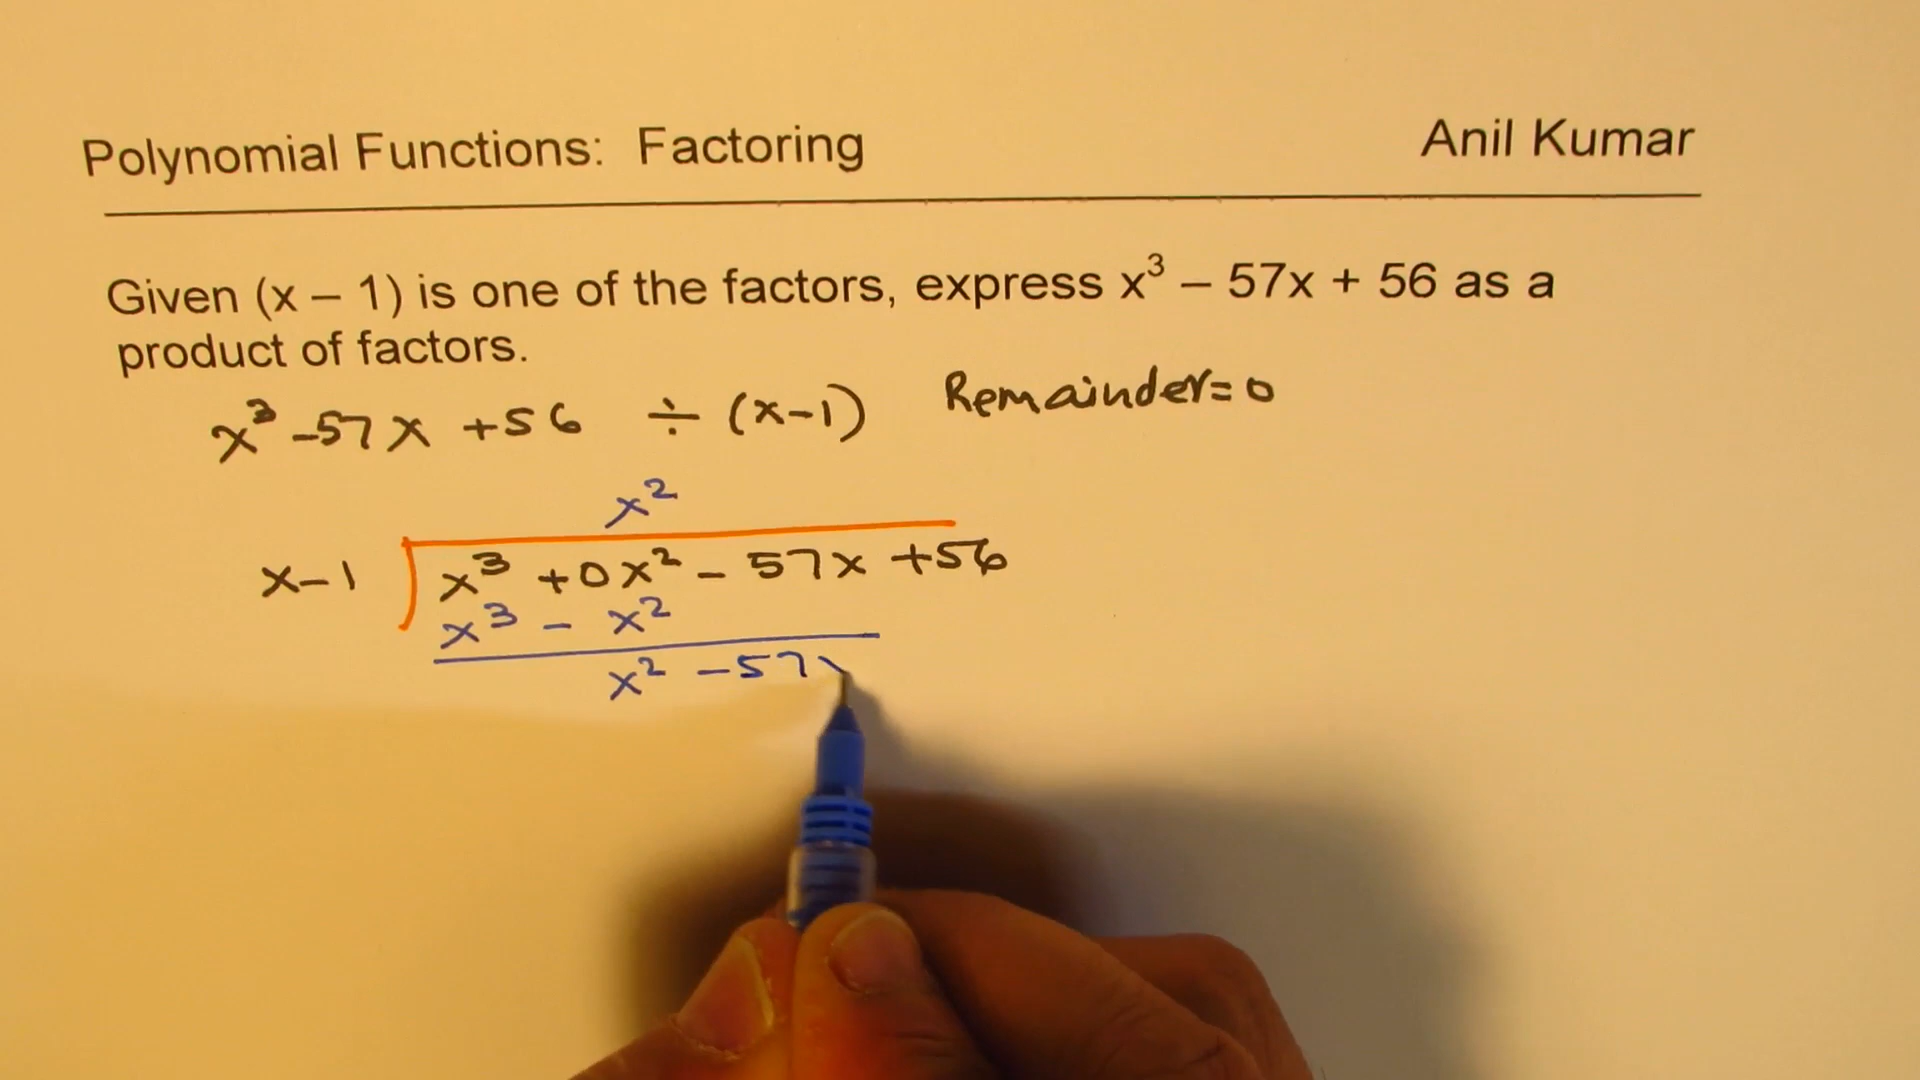 Polynomial Functions: Factoring Anil Kumar
Given (x – 1) is one of the factors, express x³ – 57x + 56 as a
product of factors.
x³ -57x +56 ÷ (x-1) Remainder=0
x²
x-1 x³ +0x² - 57x +56
x³ - x²
x² -57x